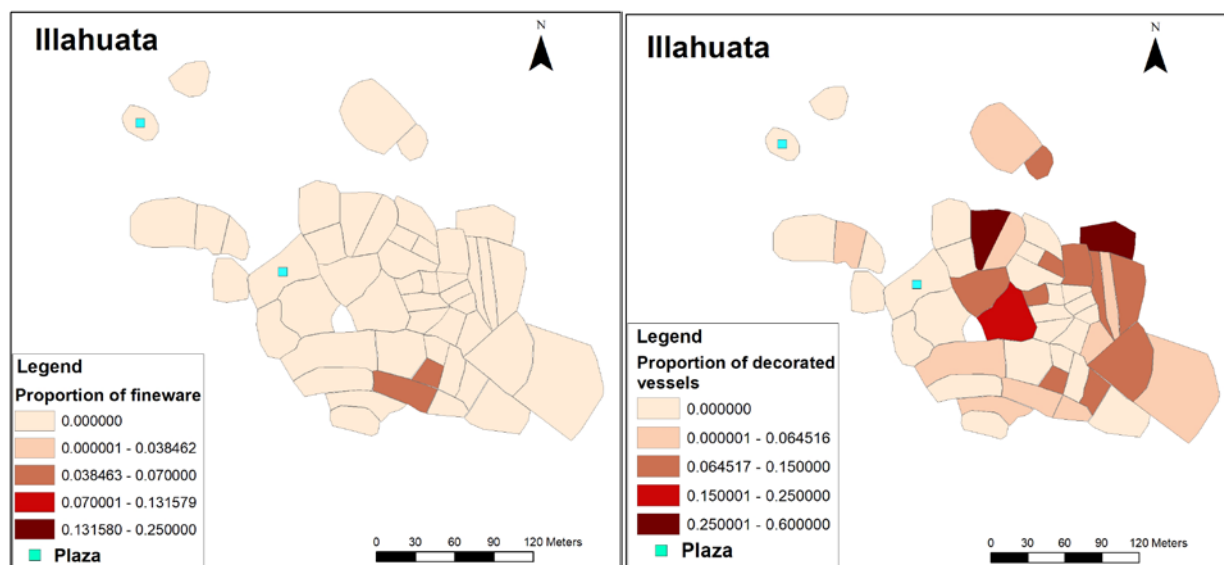 Illahuata
N
Legend
Proportion of fineware
0.000000
0.000001 - 0.038462
0.038463 - 0.070000
0.070001 - 0.131579
0.131580 - 0.250000
Plaza
0 30 60 90 120 Meters
Illahuata
N
Legend
Proportion of decorated
vessels
0.000000
0.000001 - 0.064516
0.064517 - 0.150000
0.150001 - 0.250000
0.250001 - 0.600000
Plaza
0 30 60 90 120 Meters